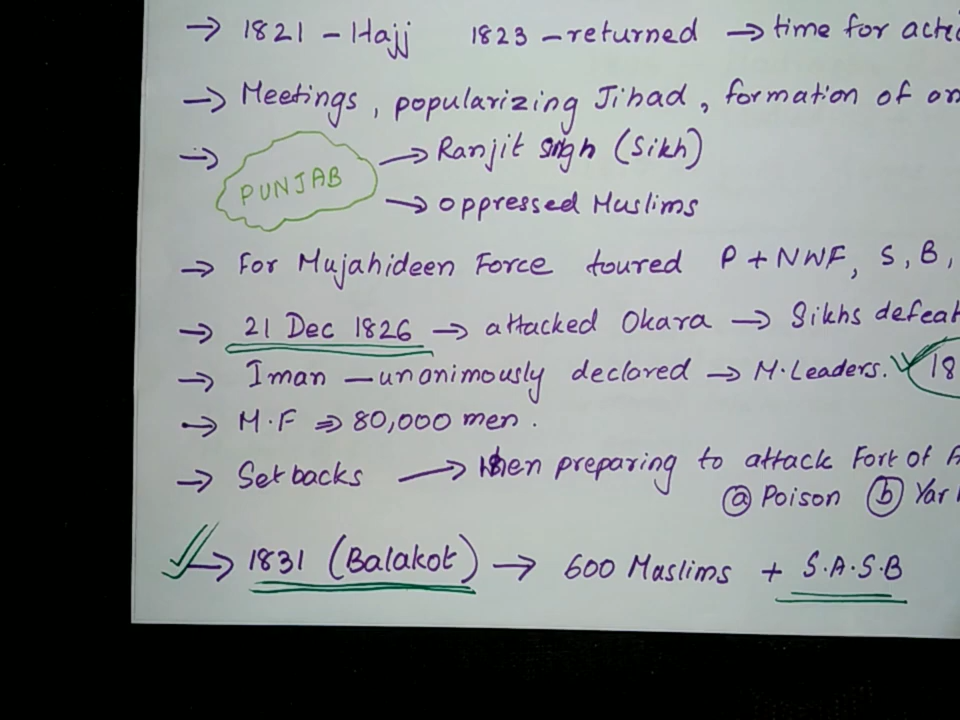 → 1821 – Hajj 1823 – returned → time for acti
→ Meetings, popularizing Jihad, formation of
→ PUNJAB → Ranjit Singh (Sikh)
→ oppressed Muslims
→ For Mujahideen Force toured P + NWF, S, B,
→ 21 Dec 1826 → attacked Okara → Sikhs defeat
→ Iman – unanimously declared → M. Leaders. ✓ 18
→ M.F ⇒ 80,000 men.
→ Setbacks → When preparing to attack Fort of A
ⓐ Poison ⓑ Yar
✓→ 1831 (Balakot) → 600 Muslims + S.A.S.B